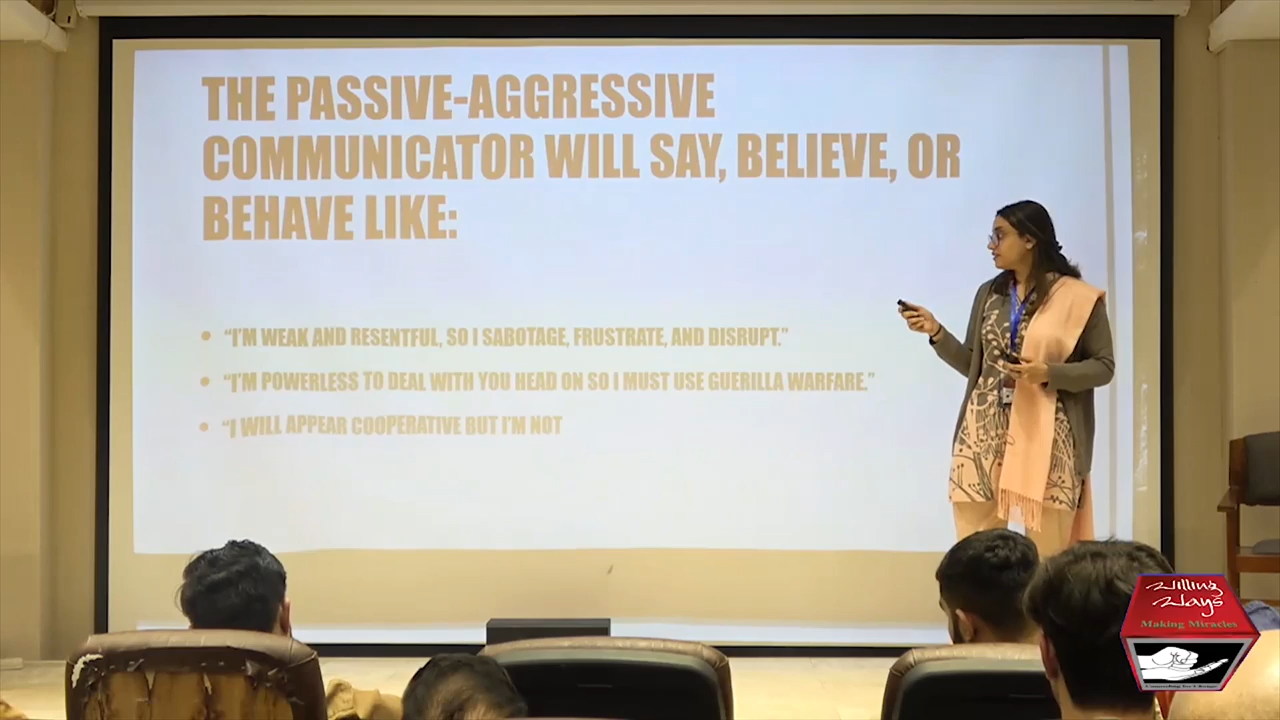 THE PASSIVE-AGGRESSIVE
COMMUNICATOR WILL SAY, BELIEVE, OR
BEHAVE LIKE:
• “I’M WEAK AND RESENTFUL, SO I SABOTAGE, FRUSTRATE, AND DISRUPT.”
• “I’M POWERLESS TO DEAL WITH YOU HEAD ON SO I MUST USE GUERILLA WARFARE.”
• “I WILL APPEAR COOPERATIVE BUT I’M NOT
Willing
Ways
Making Miracles